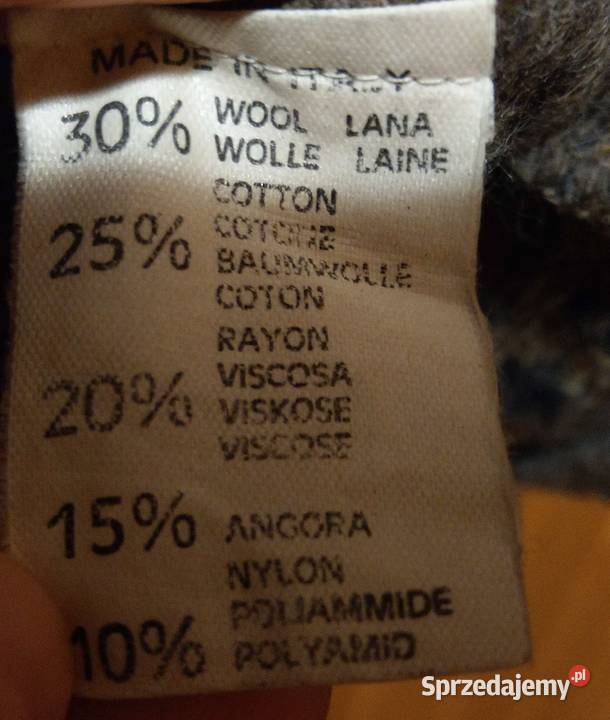 MADE IN ITALY
30% WOOL LANA
WOLLE LAINE
COTTON
25% COTONE
BAUMWOLLE
COTON
RAYON
20% VISCOSA
VISKOSE
VISCOSE
15% ANGORA
NYLON
POLIAMMIDE
10% POLYAMID
Sprzedajemy.pl